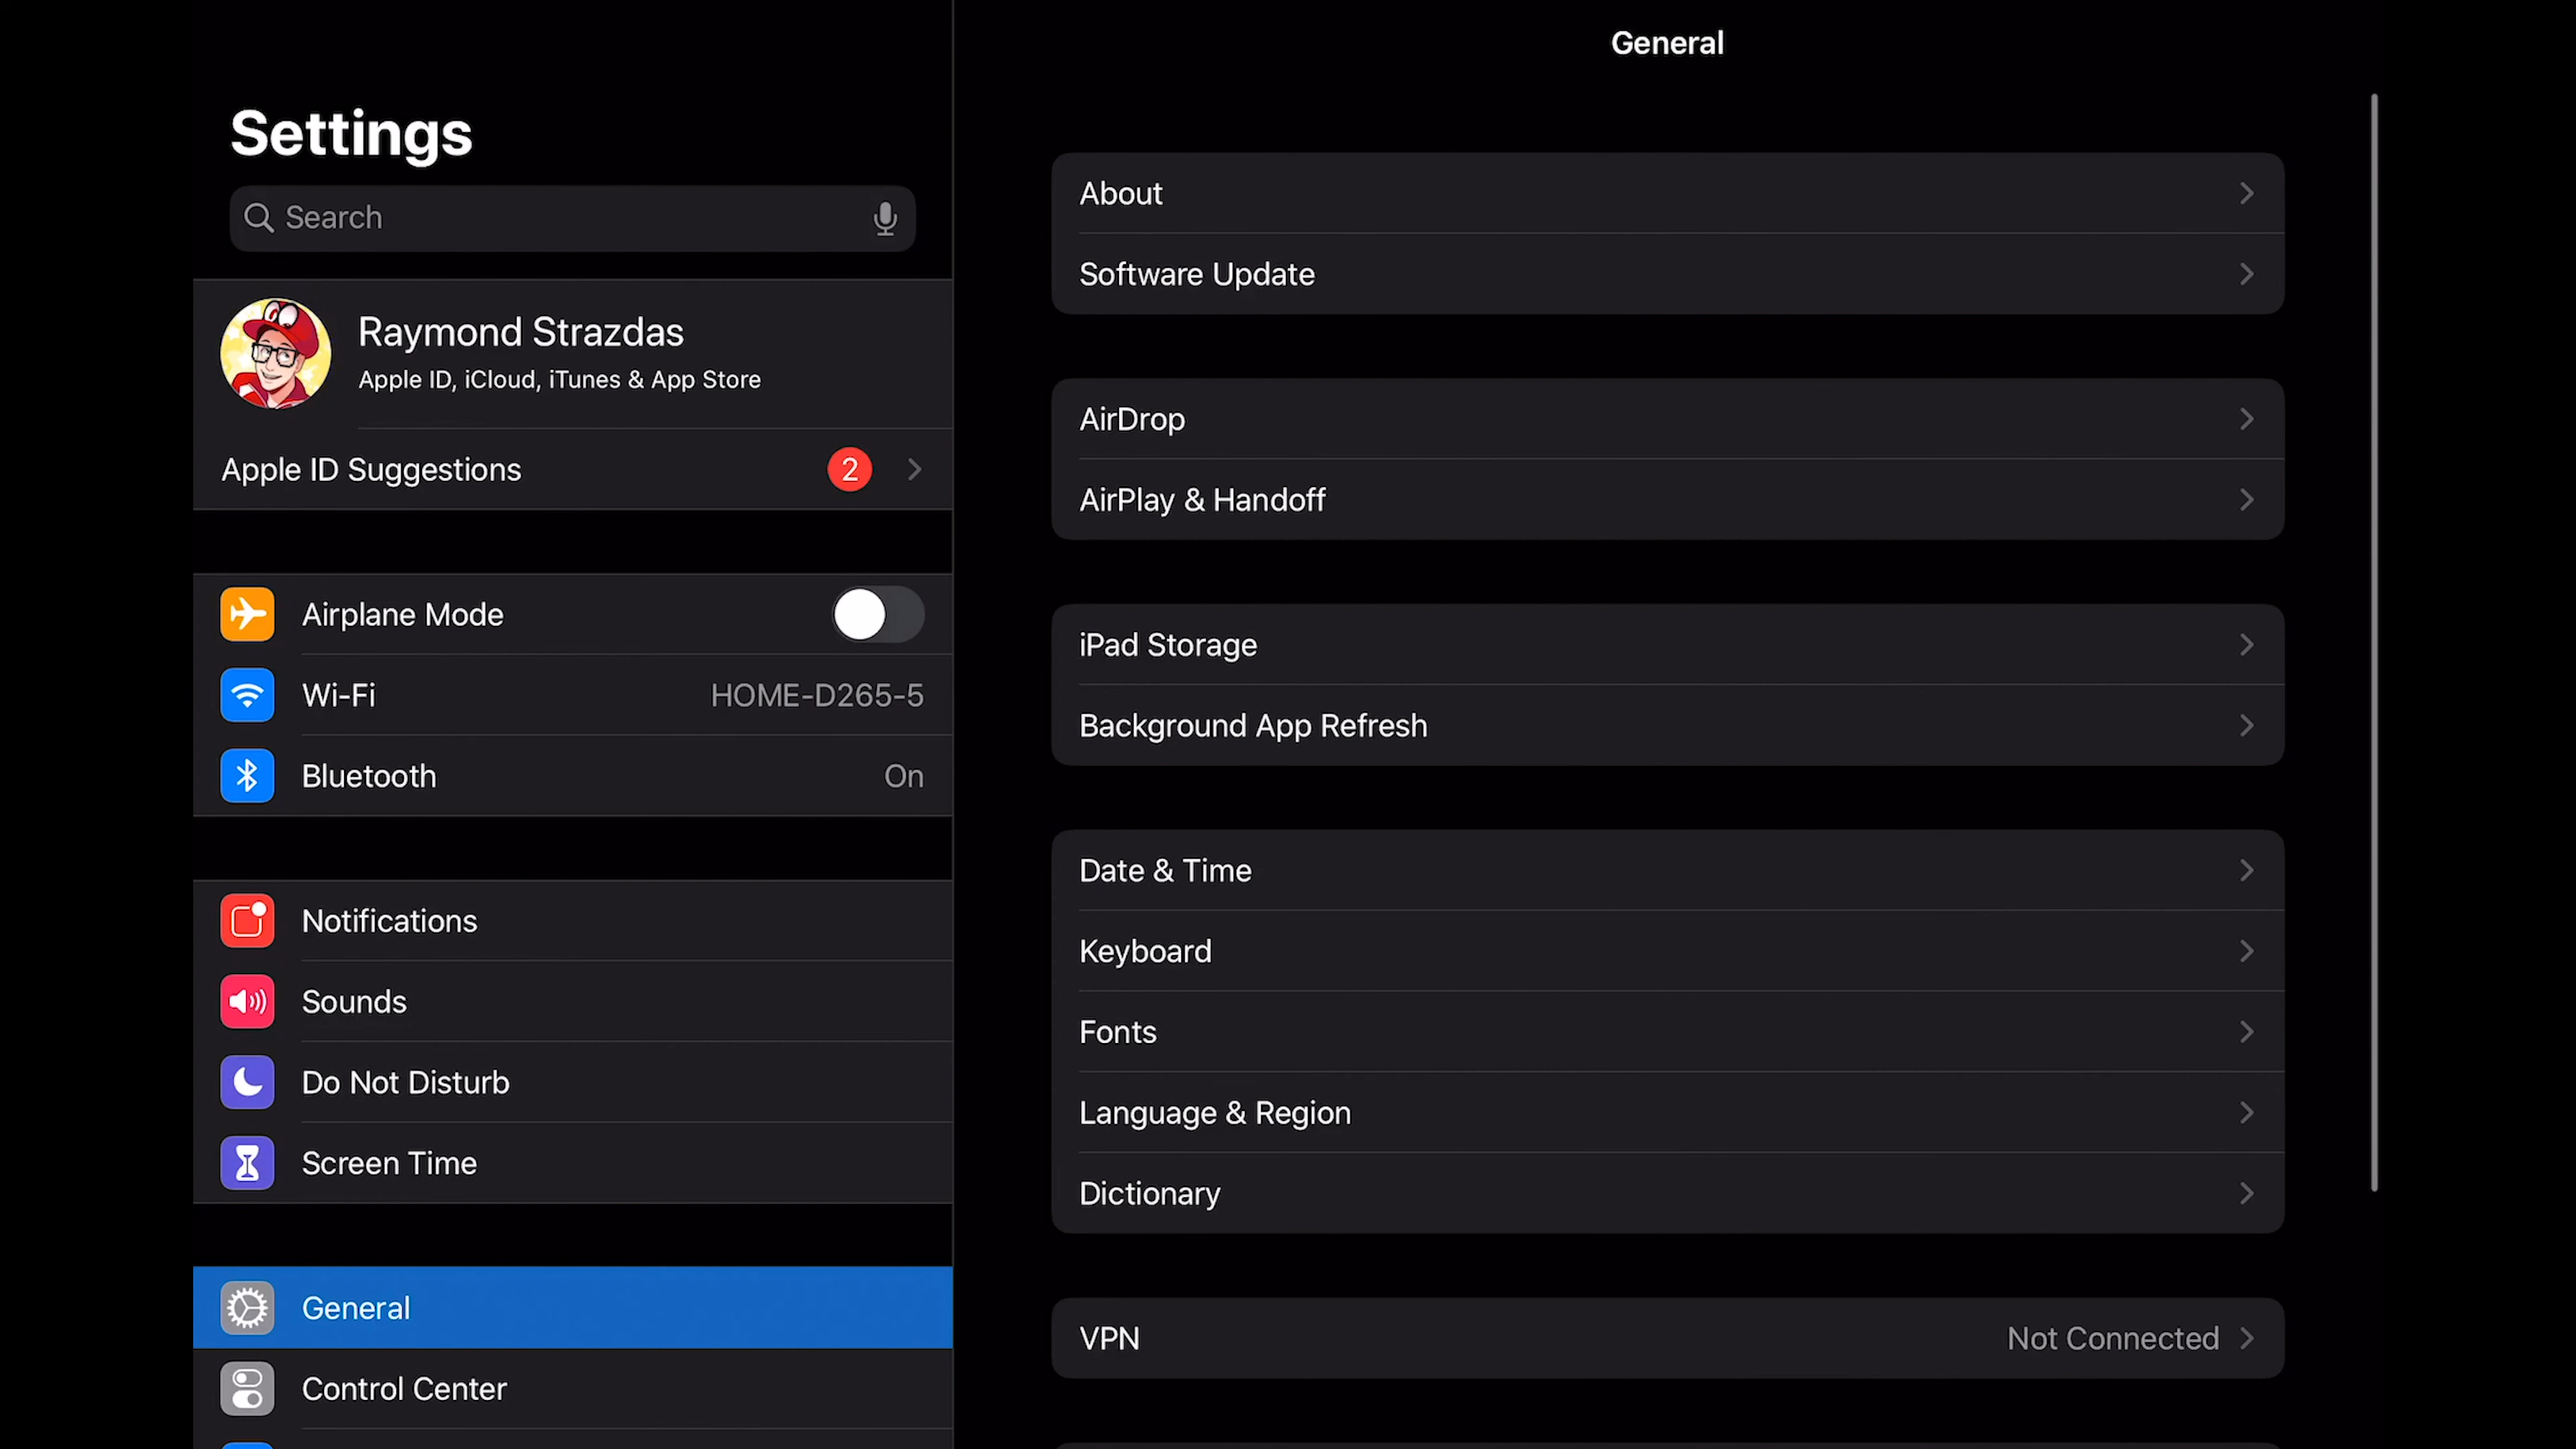 General
Settings
Search
Raymond Strazdas
Apple ID, iCloud, iTunes & App Store
Apple ID Suggestions 2
Airplane Mode
Wi-Fi HOME-D265-5
Bluetooth On
Notifications
Sounds
Do Not Disturb
Screen Time
General
Control Center
About
Software Update
AirDrop
AirPlay & Handoff
iPad Storage
Background App Refresh
Date & Time
Keyboard
Fonts
Language & Region
Dictionary
VPN Not Connected